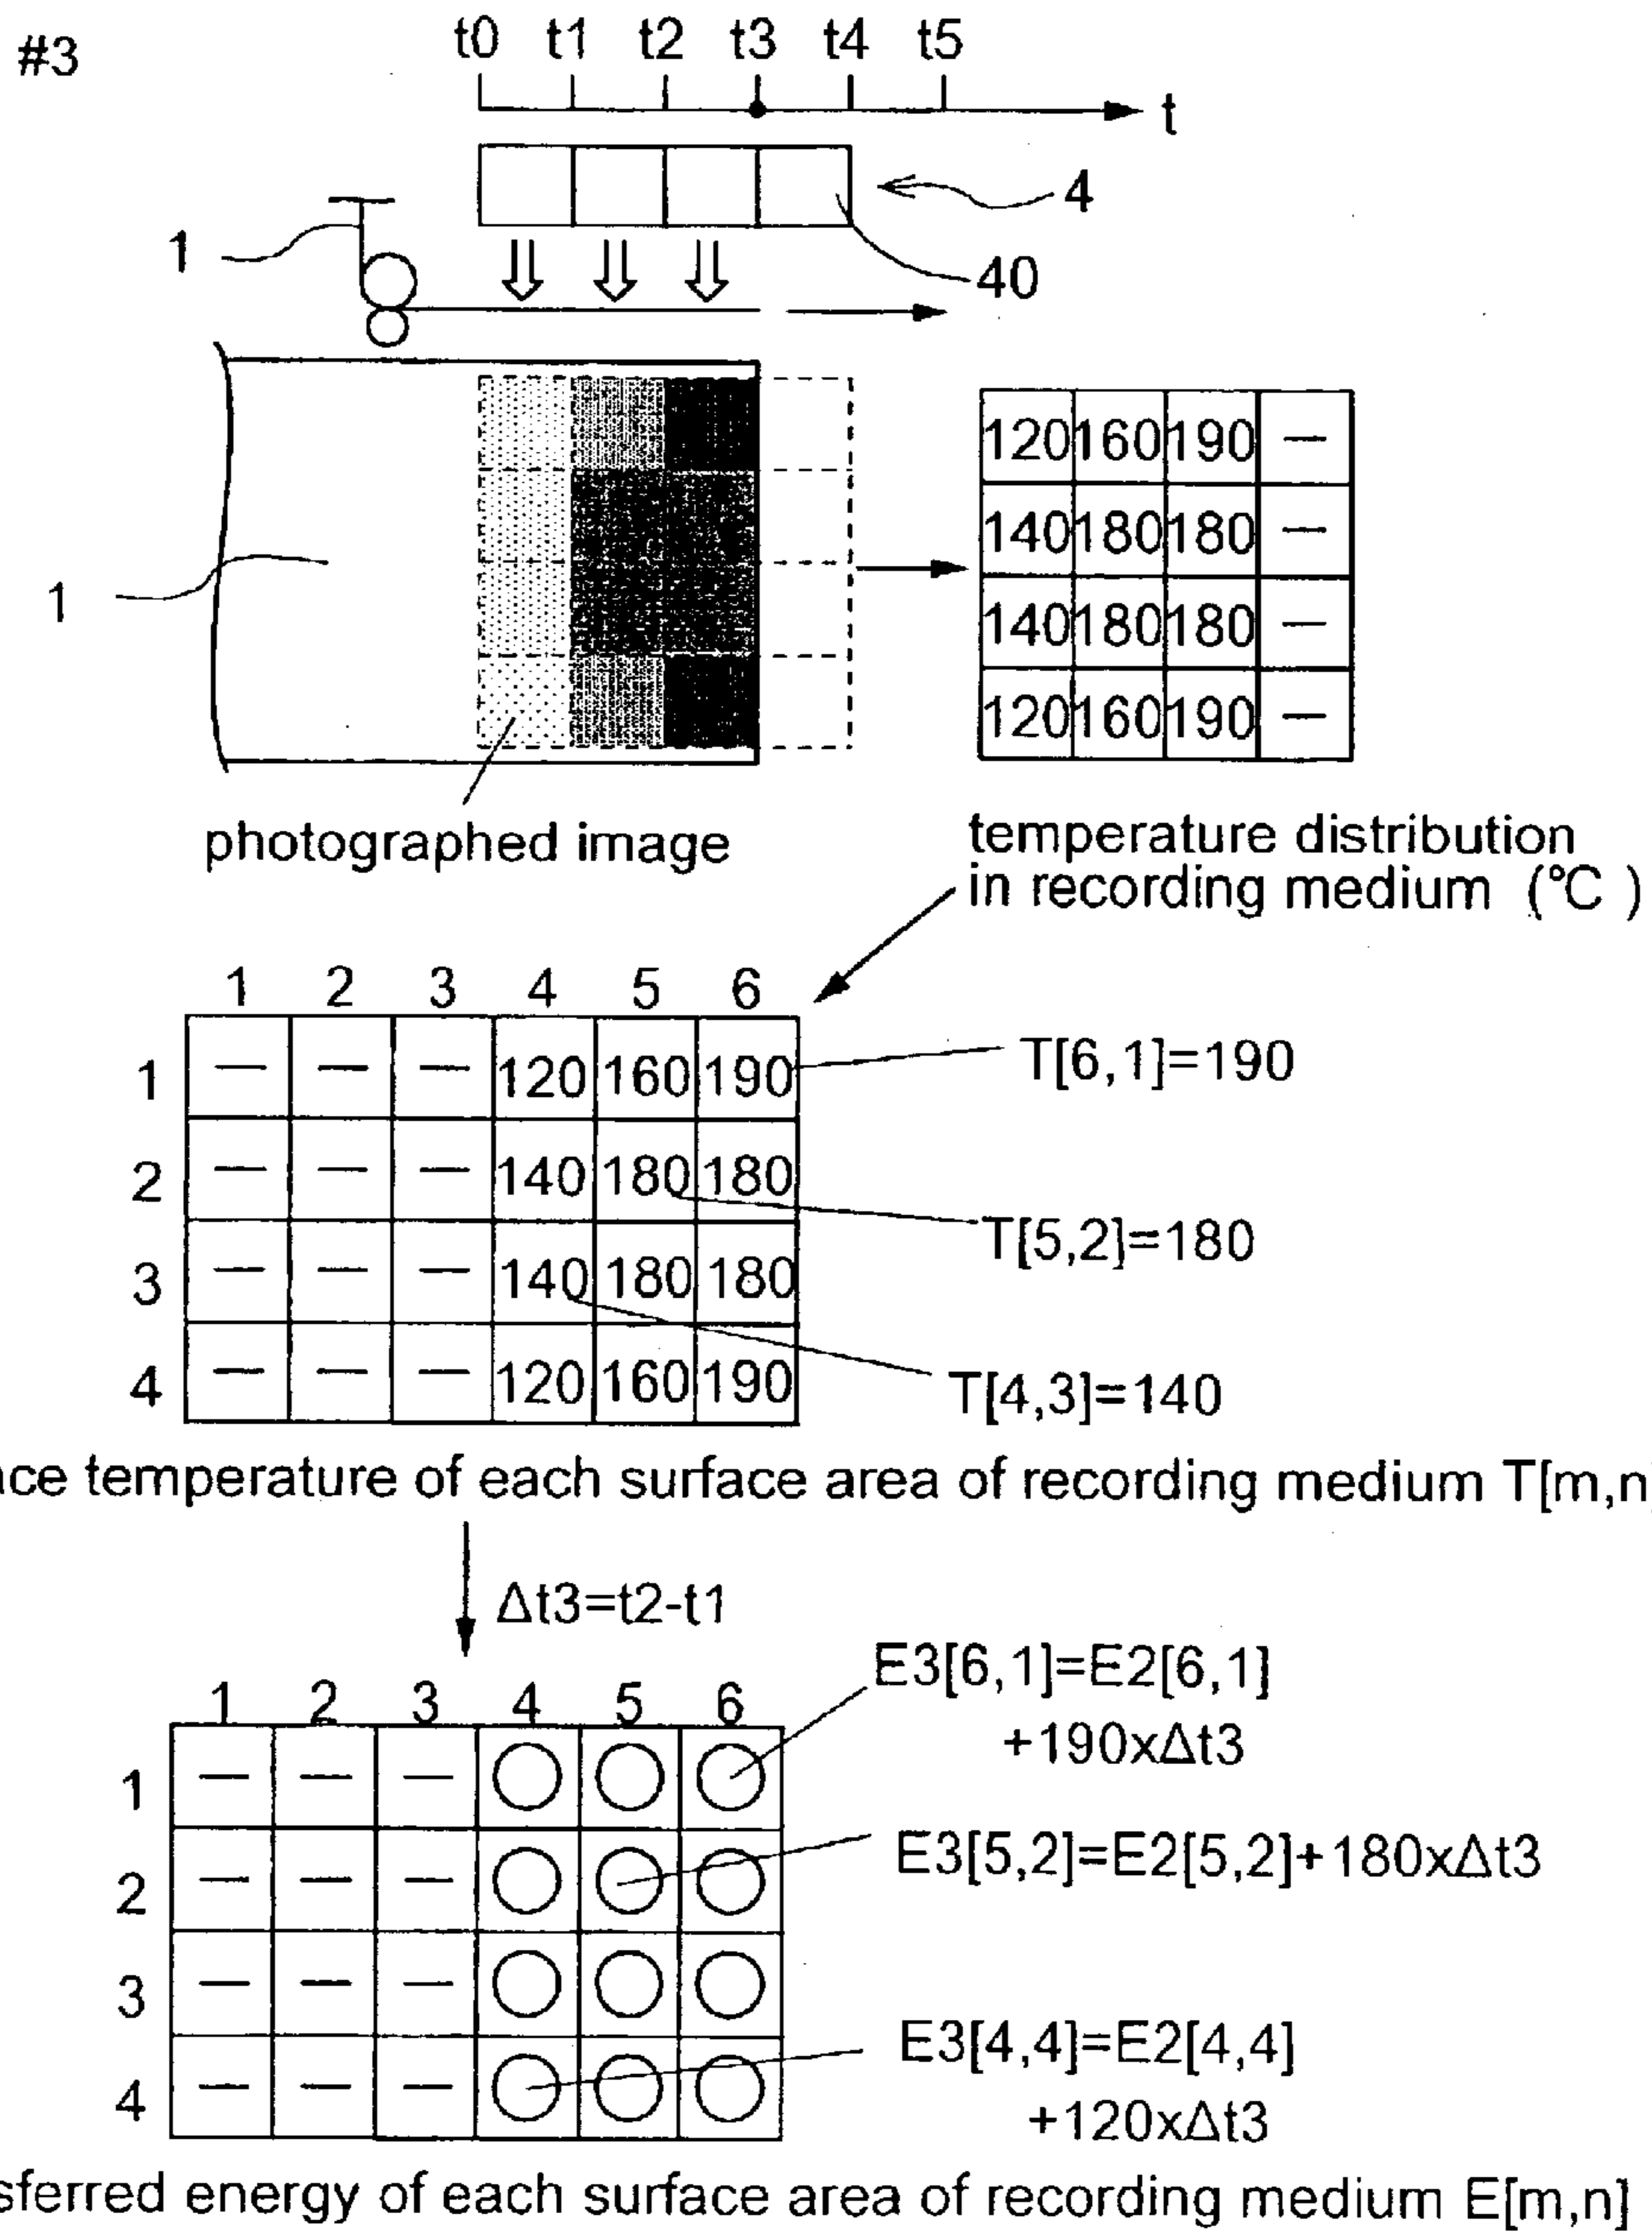 #3
t0 t1 t2 t3 t4 t5
t
4
1
40
1
120 160 190 —
140 180 180 —
140 180 180 —
120 160 190 —
photographed image
temperature distribution
in recording medium (°C )
1 2 3 4 5 6
1 — — — 120 160 190
T[6,1]=190
2 — — — 140 180 180
T[5,2]=180
3 — — — 140 180 180
4 — — — 120 160 190
T[4,3]=140
temperature of each surface area of recording medium T[m,n
Δt3=t2-t1
E3[6,1]=E2[6,1]
+190xΔt3
1 2 3 4 5 6
1 — — — ○ ○ ○
E3[5,2]=E2[5,2]+180xΔt3
2 — — — ○ ○ ○
3 — — — ○ ○ ○
E3[4,4]=E2[4,4]
+120xΔt3
4 — — — ○ ○ ○
sferred energy of each surface area of recording medium E[m,n]